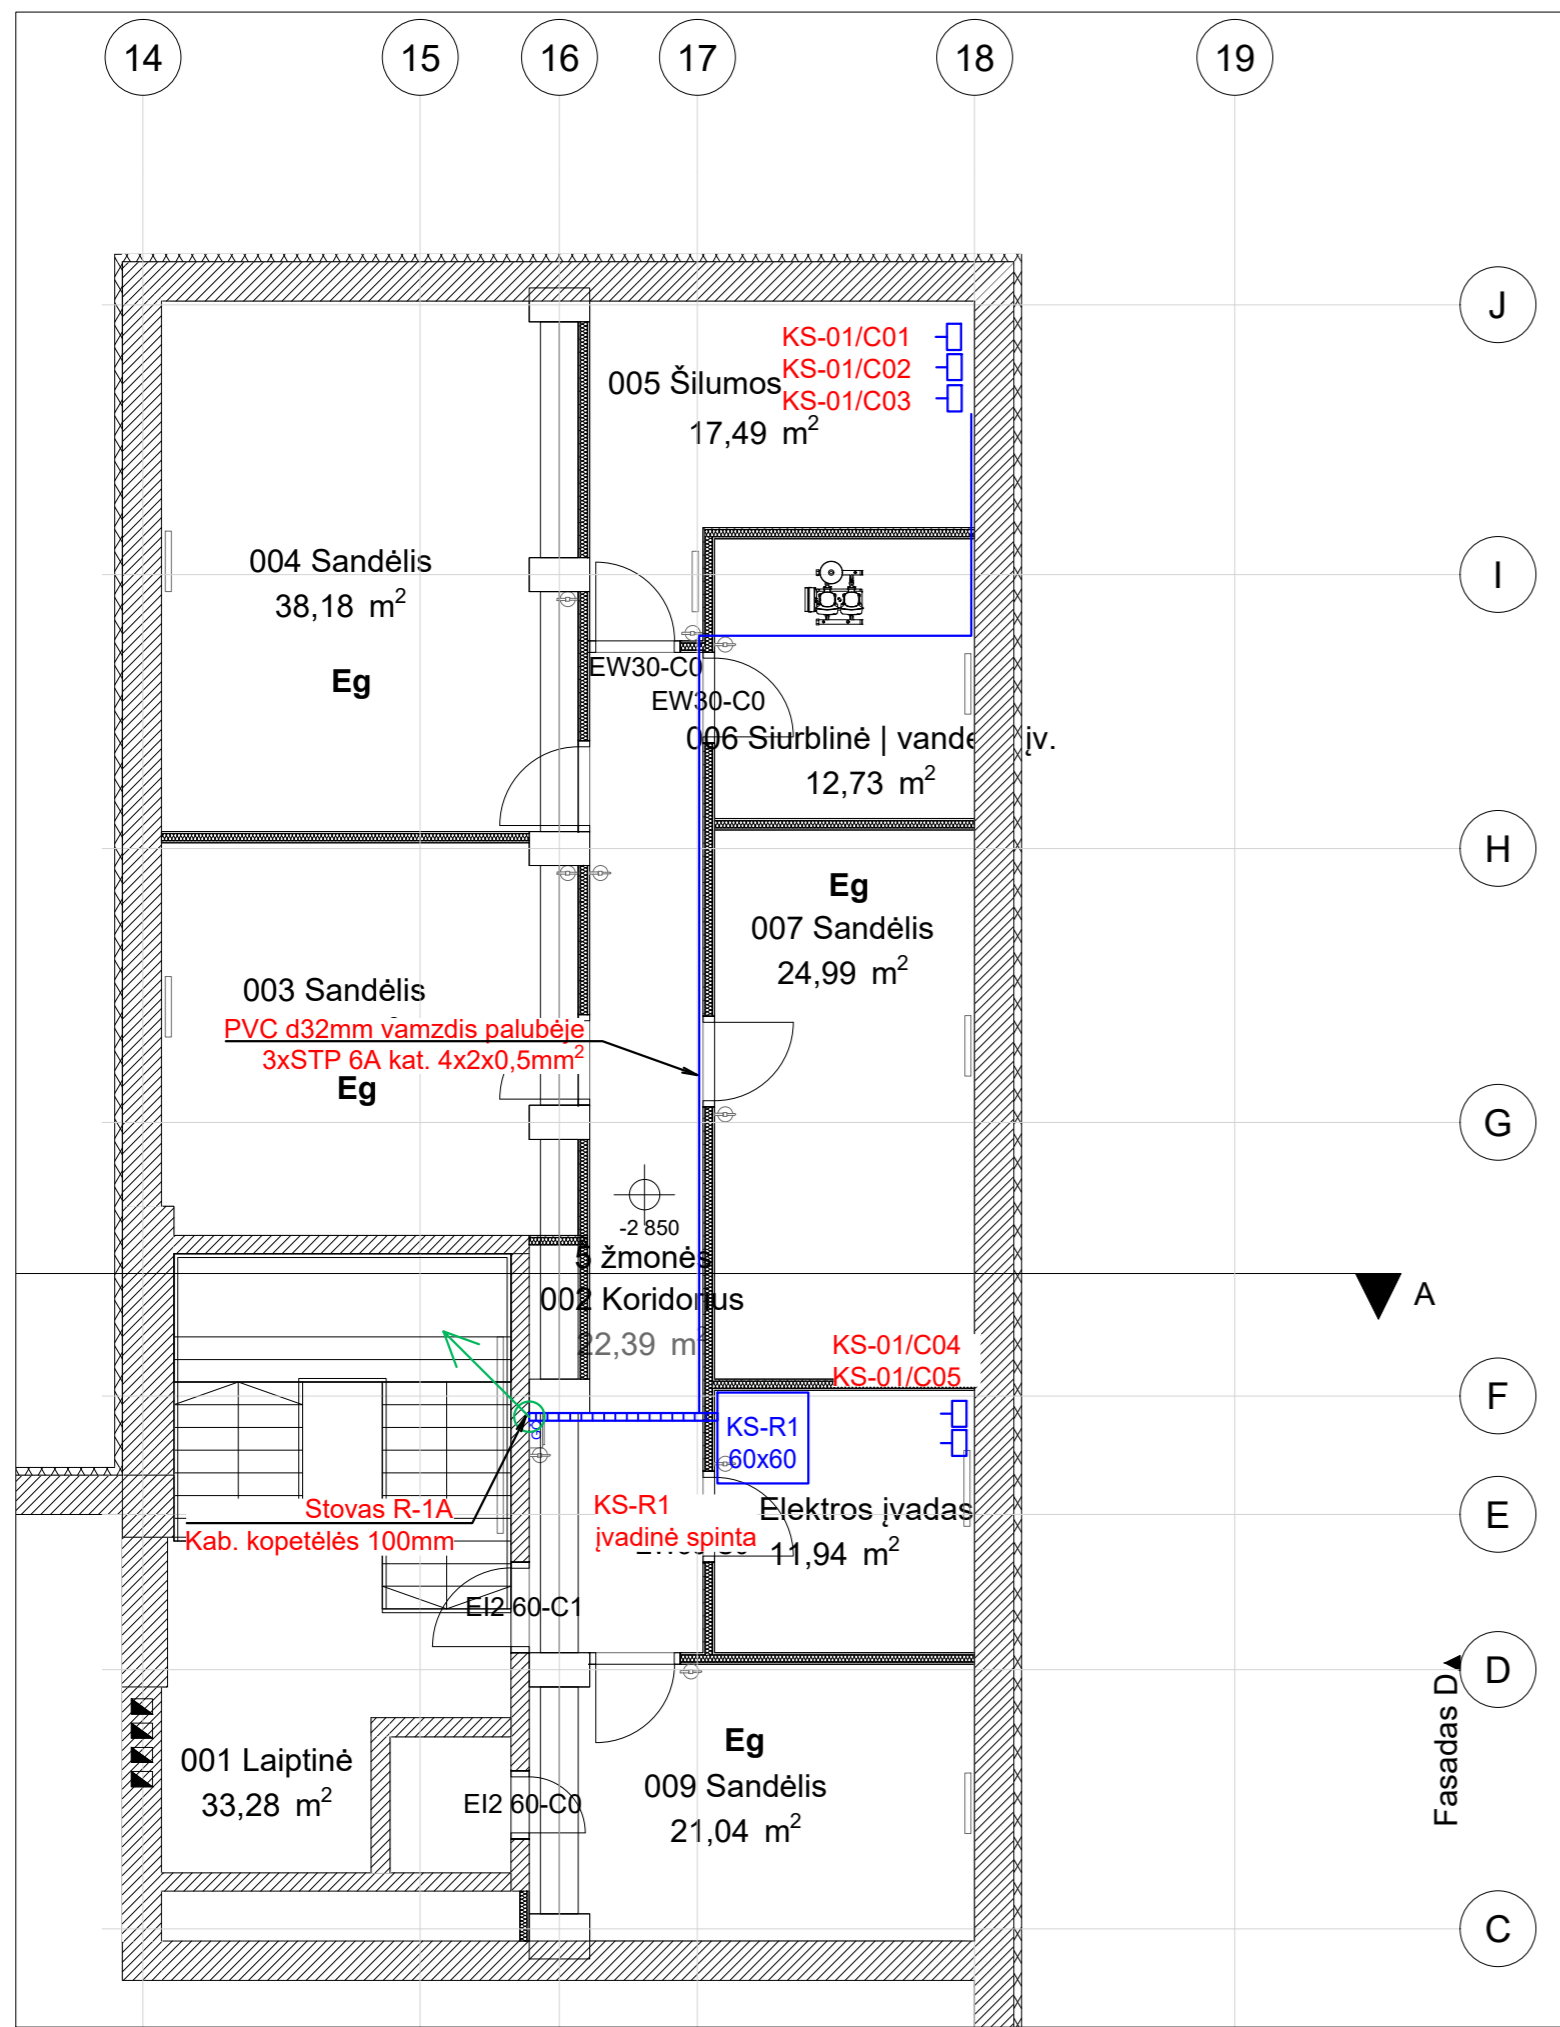 14
15
16
17
18
19
J
KS-01/C01
KS-01/C02
005 Šilumos
KS-01/C03
17,49 m²
004 Sandėlis
38,18 m²
Eg
I
EW30-C0
EW30-C0
006 Siurblinė | vande įv.
12,73 m²
H
Eg
007 Sandėlis
24,99 m²
003 Sandėlis
PVC d32mm vamzdis palubėje
3xSTP 6A kat. 4x2x0,5mm²
Eg
G
-2 850
5 žmonės
002 Koridorius
22,39 m²
A
KS-01/C04
KS-01/C05
F
KS-R1
60x60
Stovas R-1A
Kab. kopetėlės 100mm
KS-R1
įvadinė spinta
Elektros įvadas
11,94 m²
E
EI2 60-C1
D
Fasadas D
Eg
001 Laiptinė
33,28 m²
009 Sandėlis
21,04 m²
EI2 60-C0
C